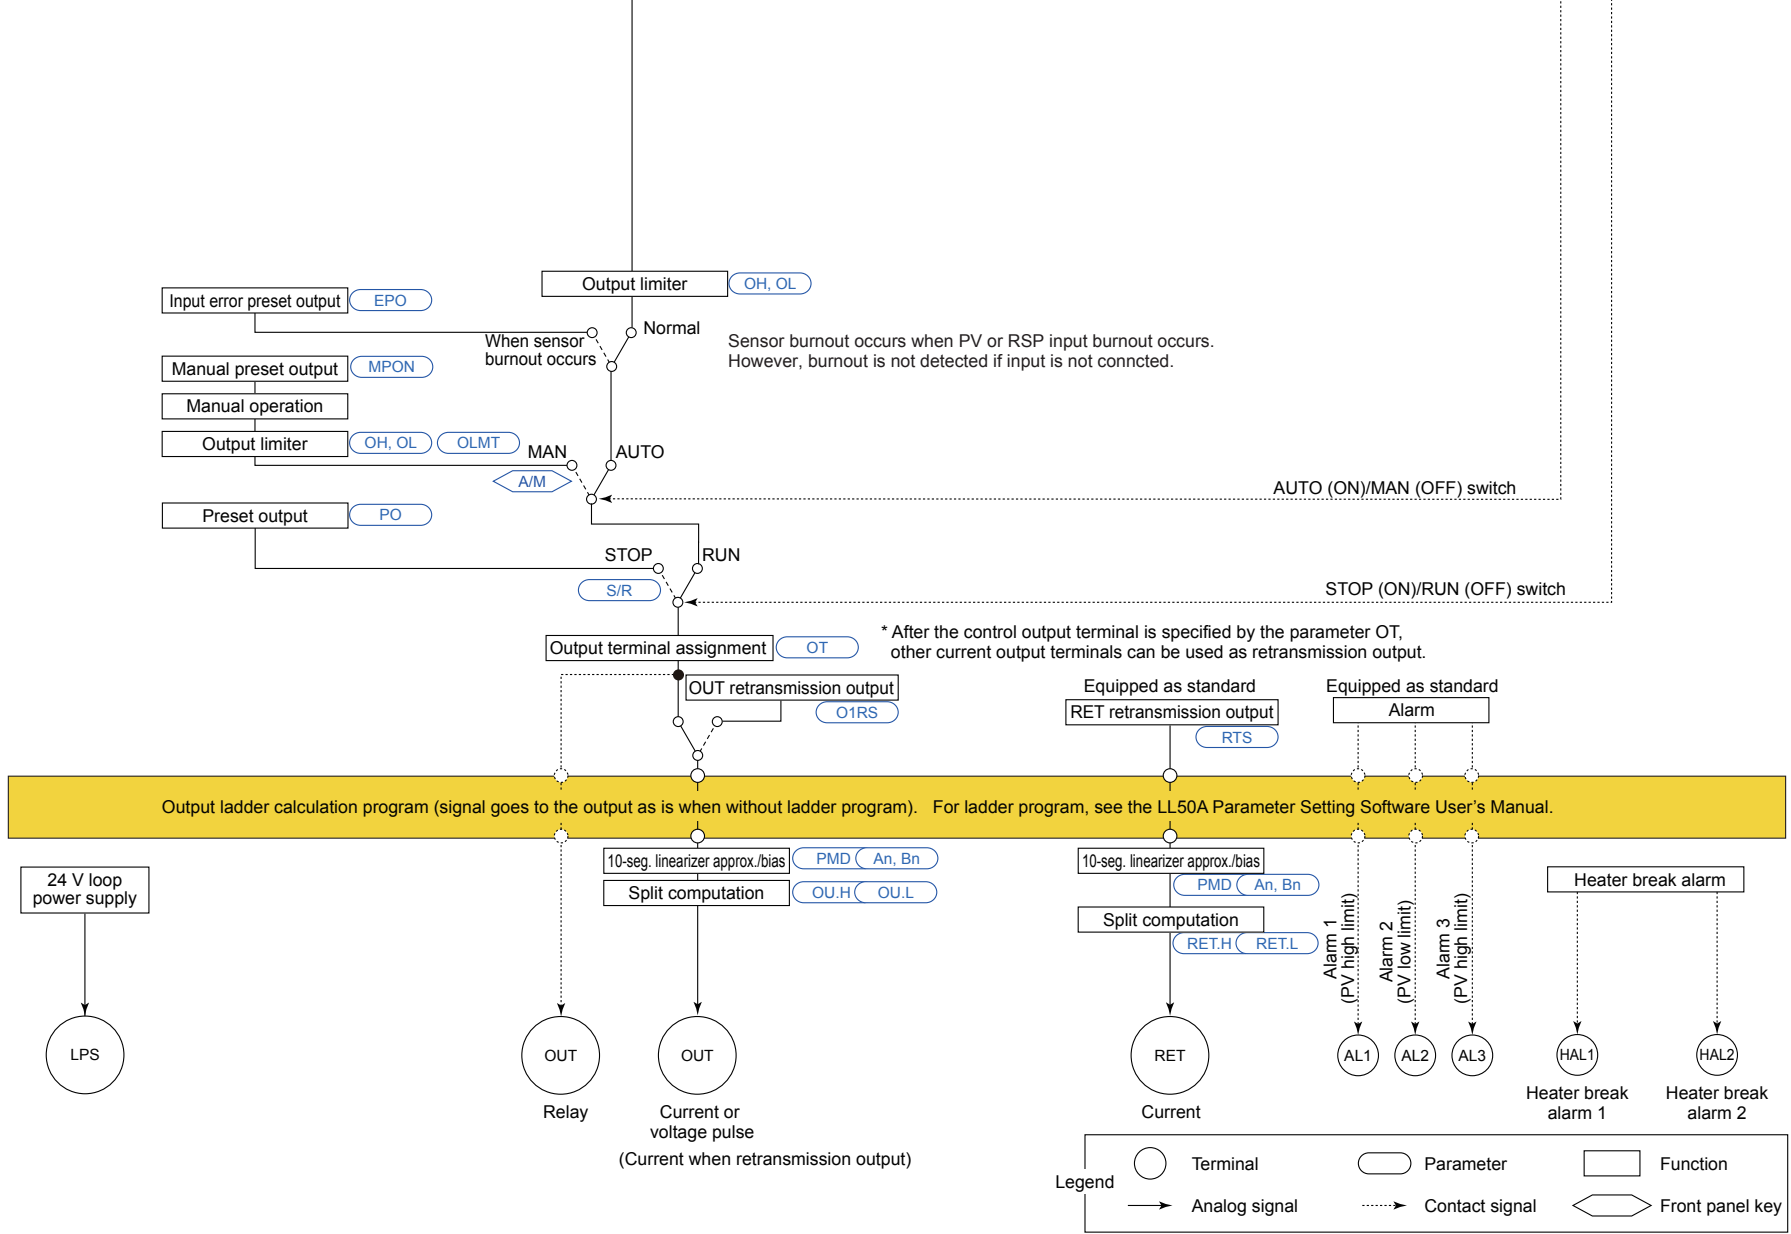 Output limiter
OH, OL
Input error preset output
EPO
When sensor
burnout occurs
Normal
Sensor burnout occurs when PV or RSP input burnout occurs.
However, burnout is not detected if input is not conncted.
Manual preset output
MPON
Manual operation
Output limiter
OH, OL
OLMT
MAN
AUTO
A/M
AUTO (ON)/MAN (OFF) switch
Preset output
PO
STOP
RUN
S/R
STOP (ON)/RUN (OFF) switch
Output terminal assignment
OT
* After the control output terminal is specified by the parameter OT,
other current output terminals can be used as retransmission output.
OUT retransmission output
O1RS
Equipped as standard
RET retransmission output
RTS
Equipped as standard
Alarm
Output ladder calculation program (signal goes to the output as is when without ladder program). For ladder program, see the LL50A Parameter Setting Software User's Manual.
24 V loop
power supply
10-seg. linearizer approx./bias
PMD
An, Bn
Split computation
OU.H
OU.L
10-seg. linearizer approx./bias
PMD
An, Bn
Split computation
RET.H
RET.L
Alarm 1
(PV high limit)
Alarm 2
(PV low limit)
Alarm 3
(PV high limit)
Heater break alarm
LPS
OUT
OUT
RET
AL1
AL2
AL3
HAL1
HAL2
Relay
Current or
voltage pulse
(Current when retransmission output)
Current
Heater break
alarm 1
Heater break
alarm 2
Legend
Terminal
Parameter
Function
Analog signal
Contact signal
Front panel key